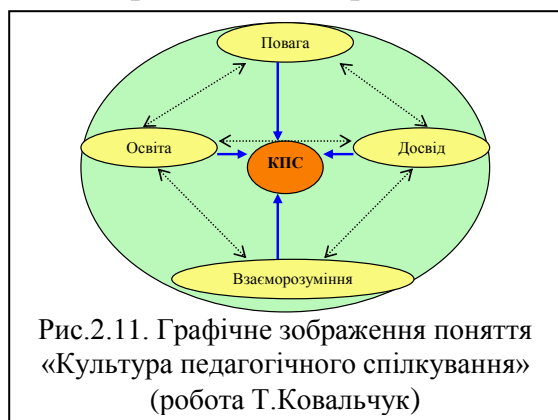 Повага
Освіта
КПС
Досвід
Взаєморозуміння
Рис.2.11. Графічне зображення поняття
«Культура педагогічного спілкування»
(робота Т.Ковальчук)